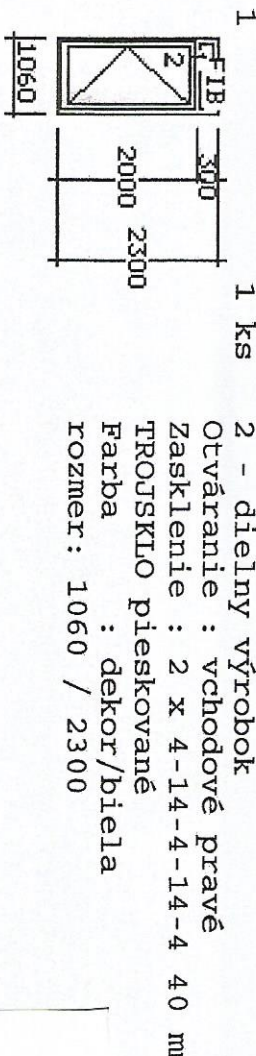 1 1 ks 2 - dielny výrobok
Otváranie : vchodové pravé
Zasklenie : 2 x 4-14-4-14-4 40
TROJSKLO pieskované
Farba : dekor/biela
rozmer: 1060 / 2300
FIB
2
300
2000
2300
1060